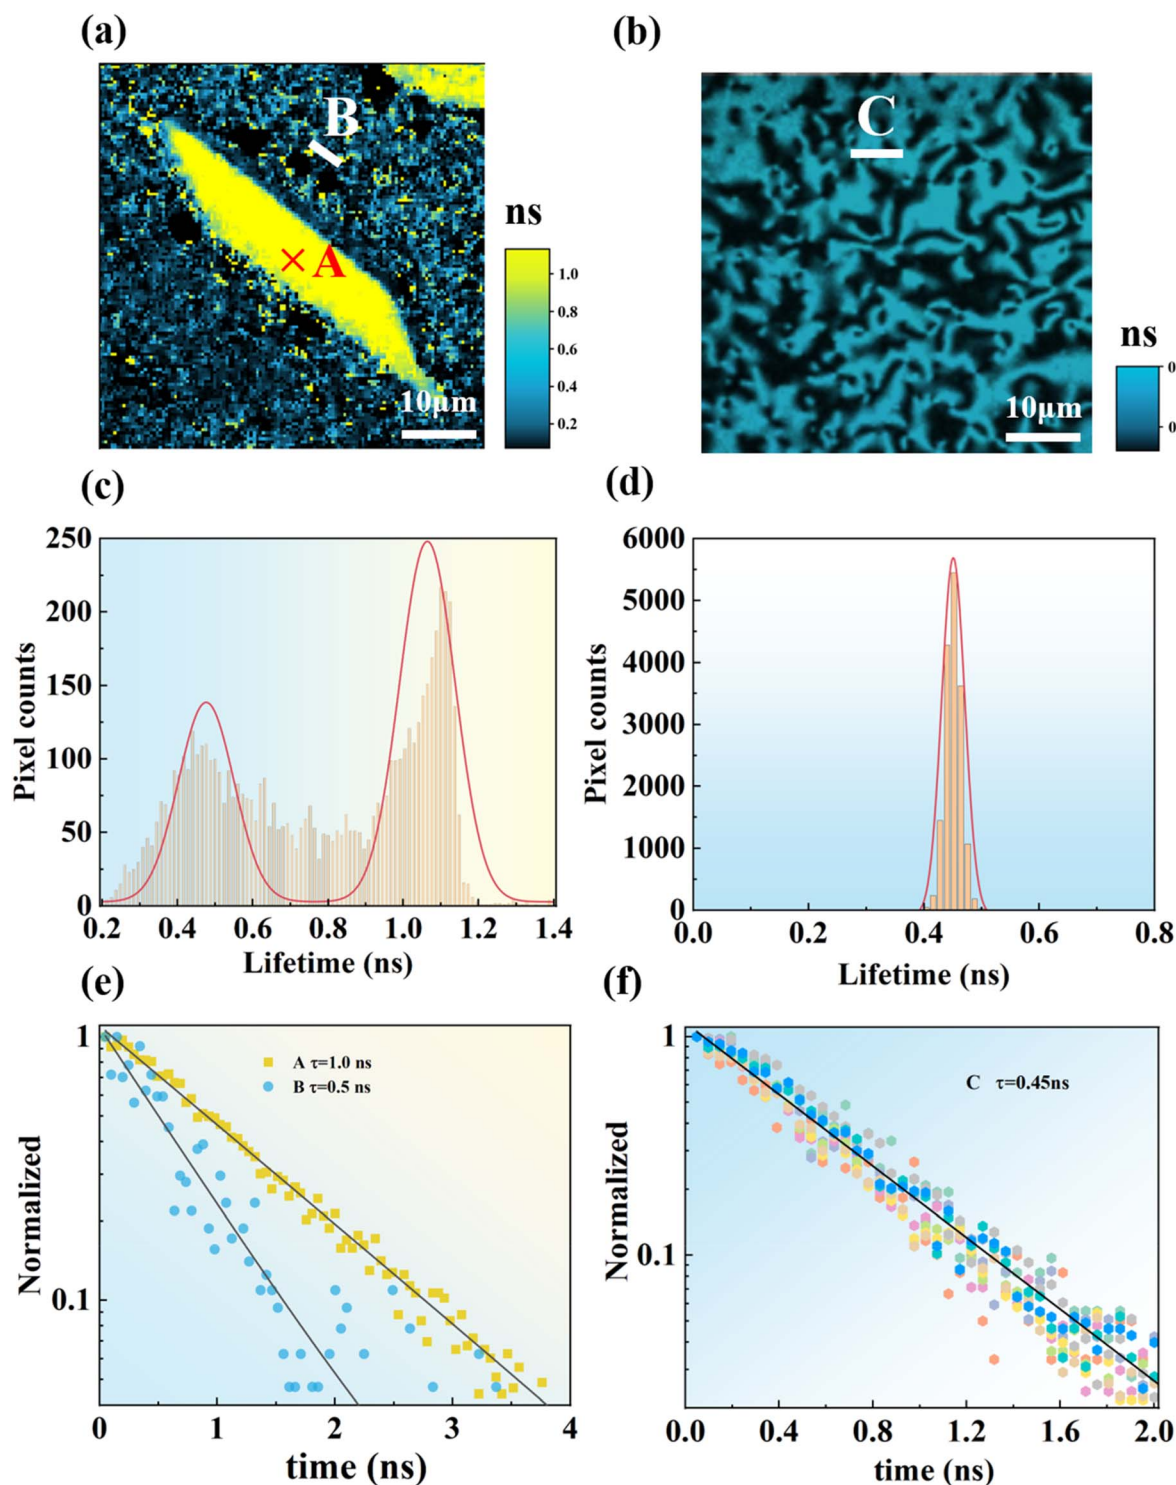 (a)
B
× A
10μm
ns
1.0
0.8
0.6
0.4
0.2
(b)
C
10μm
ns
0
0
(c)
250
200
150
100
50
0
Pixel counts
0.2 0.4 0.6 0.8 1.0 1.2 1.4
Lifetime (ns)
(d)
6000
5000
4000
3000
2000
1000
0
Pixel counts
0.0 0.2 0.4 0.6 0.8
Lifetime (ns)
(e)
1
0.1
Normalized
A τ=1.0 ns
B τ=0.5 ns
0 1 2 3 4
time (ns)
(f)
1
0.1
Normalized
C τ=0.45ns
0.0 0.4 0.8 1.2 1.6 2.0
time (ns)